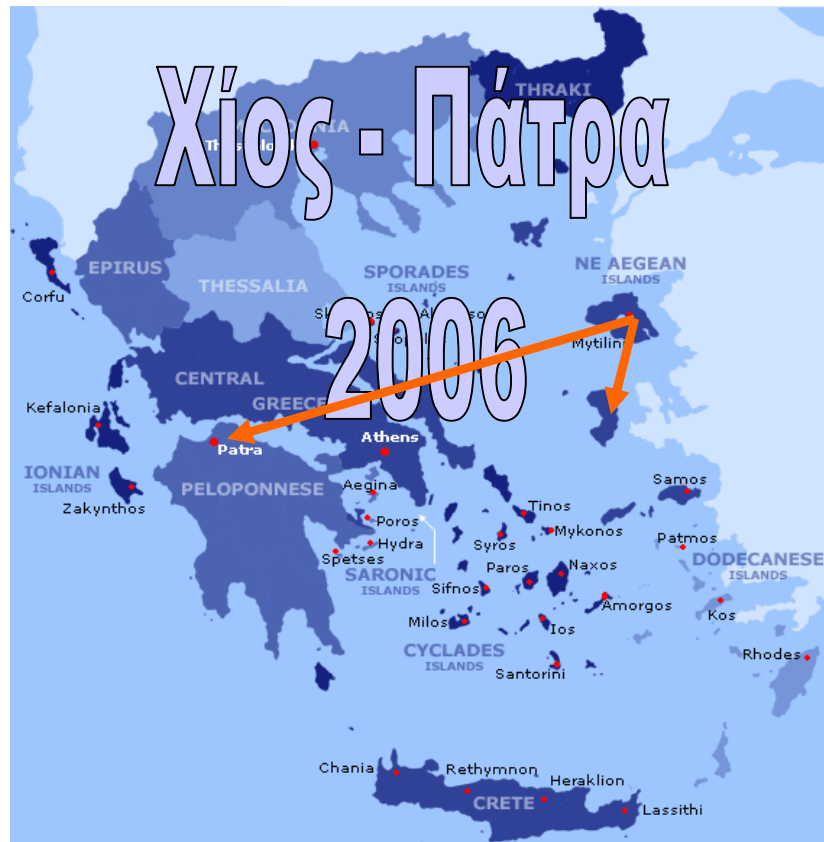 THRAKI
Χίος - Πάτρα
EPIRUS
THESSALIA
SPORADES
ISLANDS
NE AEGEAN
ISLANDS
Corfu
2006
Mytilini
CENTRAL
GREECE
Kefalonia
Athens
Patra
IONIAN
ISLANDS
Zakynthos
PELOPONNESE
Aegina
Samos
Tinos
Poros
Mykonos
Hydra
Syros
Patmos
Spetses
SARONIC
ISLANDS
DODECANESE
ISLANDS
Paros
Naxos
Sifnos
Amorgos
Kos
Milos
Ios
CYCLADES
ISLANDS
Rhodes
Santorini
Chania
Rethymnon
Heraklion
CRETE
Lassithi